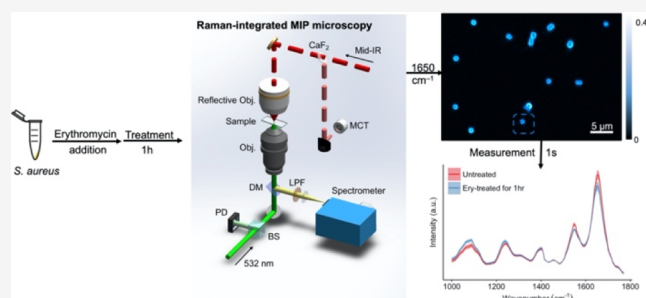 Raman-integrated MIP microscopy
CaF2
Mid-IR
Reflective Obj.
Sample
MCT
Obj.
DM
LPF
Spectrometer
PD
BS
532 nm
S. aureus
Erythromycin
addition
Treatment
1h
1650
cm⁻¹
0.4
0
5 µm
Measurement
1s
Untreated
Ery-treated for 1hr
Intensity (a.u.)
1000
1200
1400
1600
1800